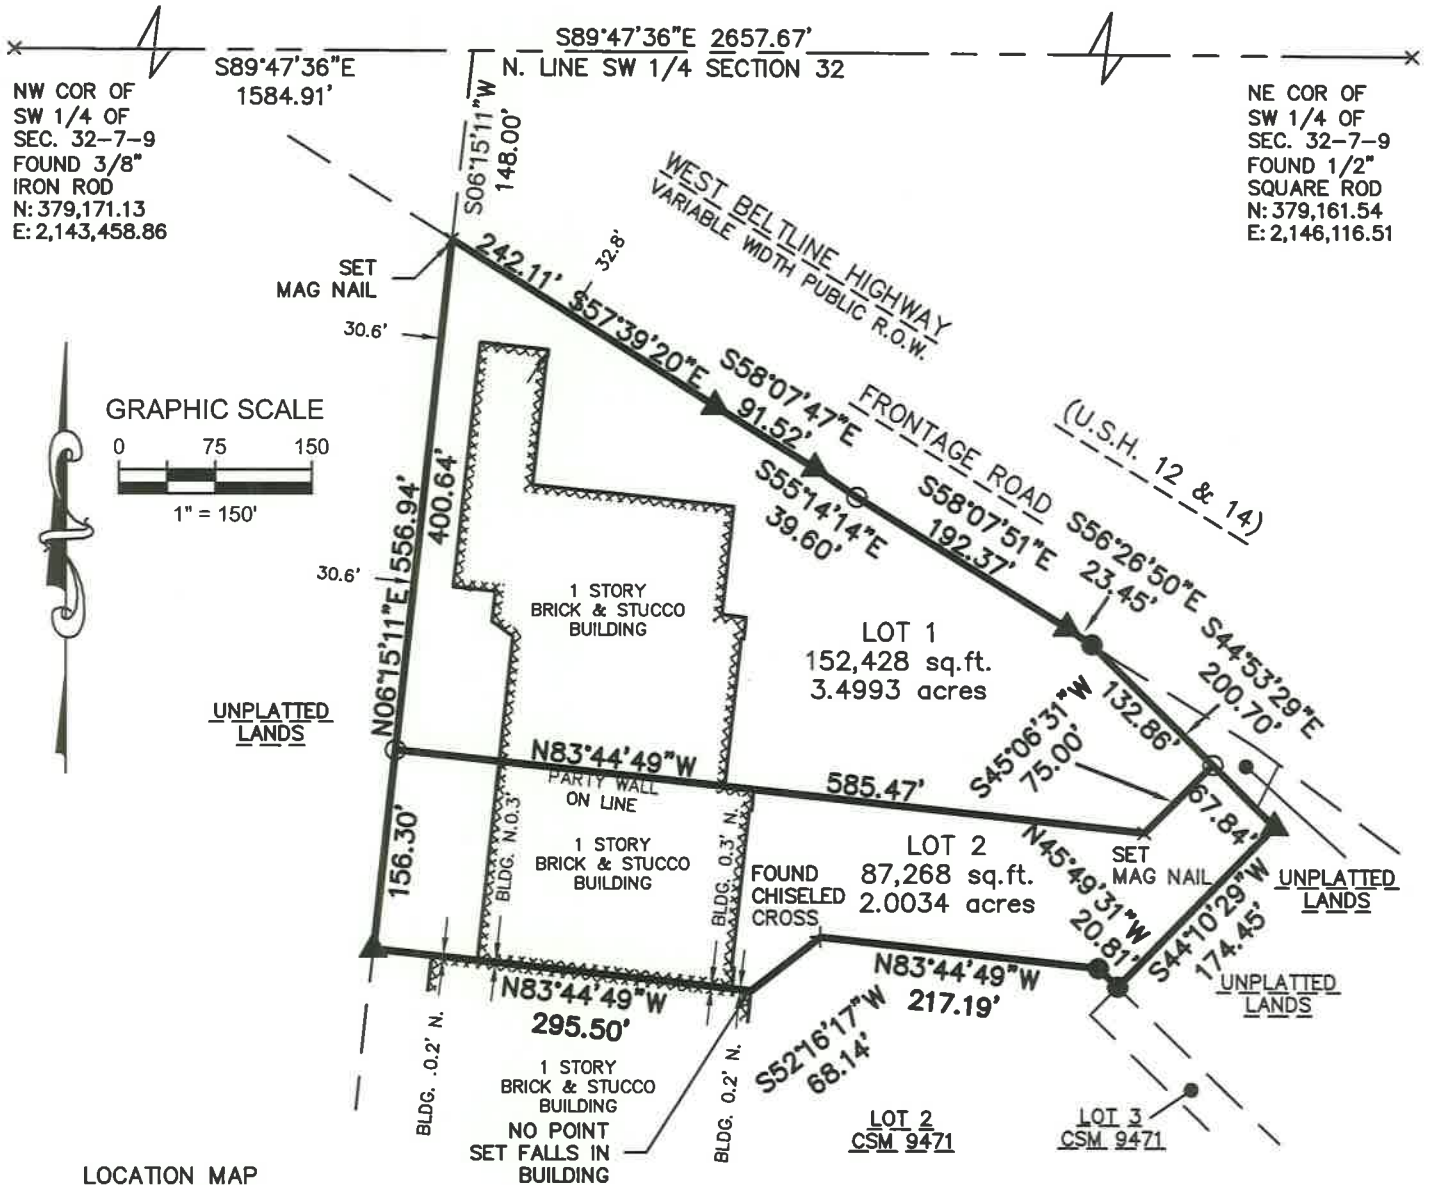 S89°47'36"E 2657.67'
N. LINE SW 1/4 SECTION 32
S89°47'36"E
1584.91'
NW COR OF
SW 1/4 OF
SEC. 32-7-9
FOUND 3/8"
IRON ROD
N: 379,171.13
E: 2,143,458.86
NE COR OF
SW 1/4 OF
SEC. 32-7-9
FOUND 1/2"
SQUARE ROD
N: 379,161.54
E: 2,146,116.51
S06°15'11"W
148.00'
WEST BELTLINE HIGHWAY
VARIABLE WIDTH PUBLIC R.O.W.
SET
MAG NAIL
242.11'
S57°39'20"E
32.8'
30.6'
GRAPHIC SCALE
0 75 150
1" = 150'
S58°07'47"E
91.52'
FRONTAGE ROAD
(U.S.H. 12 & 14)
S55°14'14"E
39.60'
S58°07'51"E
192.37'
S56°26'50"E
23.45'
S44°53'29"E
200.70'
N06°15'11"E 556.94'
400.64'
30.6'
1 STORY
BRICK & STUCCO
BUILDING
LOT 1
152,428 sq.ft.
3.4993 acres
132.86'
S45°06'31"W
75.00'
UNPLATTED
LANDS
N83°44'49"W
PARTY WALL
ON LINE
585.47'
67.84'
156.30'
BLDG. N.0.3'
1 STORY
BRICK & STUCCO
BUILDING
BLDG. 0.3' N.
FOUND
CHISELED
CROSS
LOT 2
87,268 sq.ft.
2.0034 acres
SET
MAG NAIL
N45°49'31"W
20.81'
S44°10'29"W
174.45'
UNPLATTED
LANDS
UNPLATTED
LANDS
N83°44'49"W
295.50'
N83°44'49"W
217.19'
S52°16'17"W
68.14'
BLDG. .0.2' N.
1 STORY
BRICK & STUCCO
BUILDING
BLDG. 0.2' N.
NO POINT
SET FALLS IN
BUILDING
LOT 2
CSM 9471
LOT 3
CSM 9471
LOCATION MAP